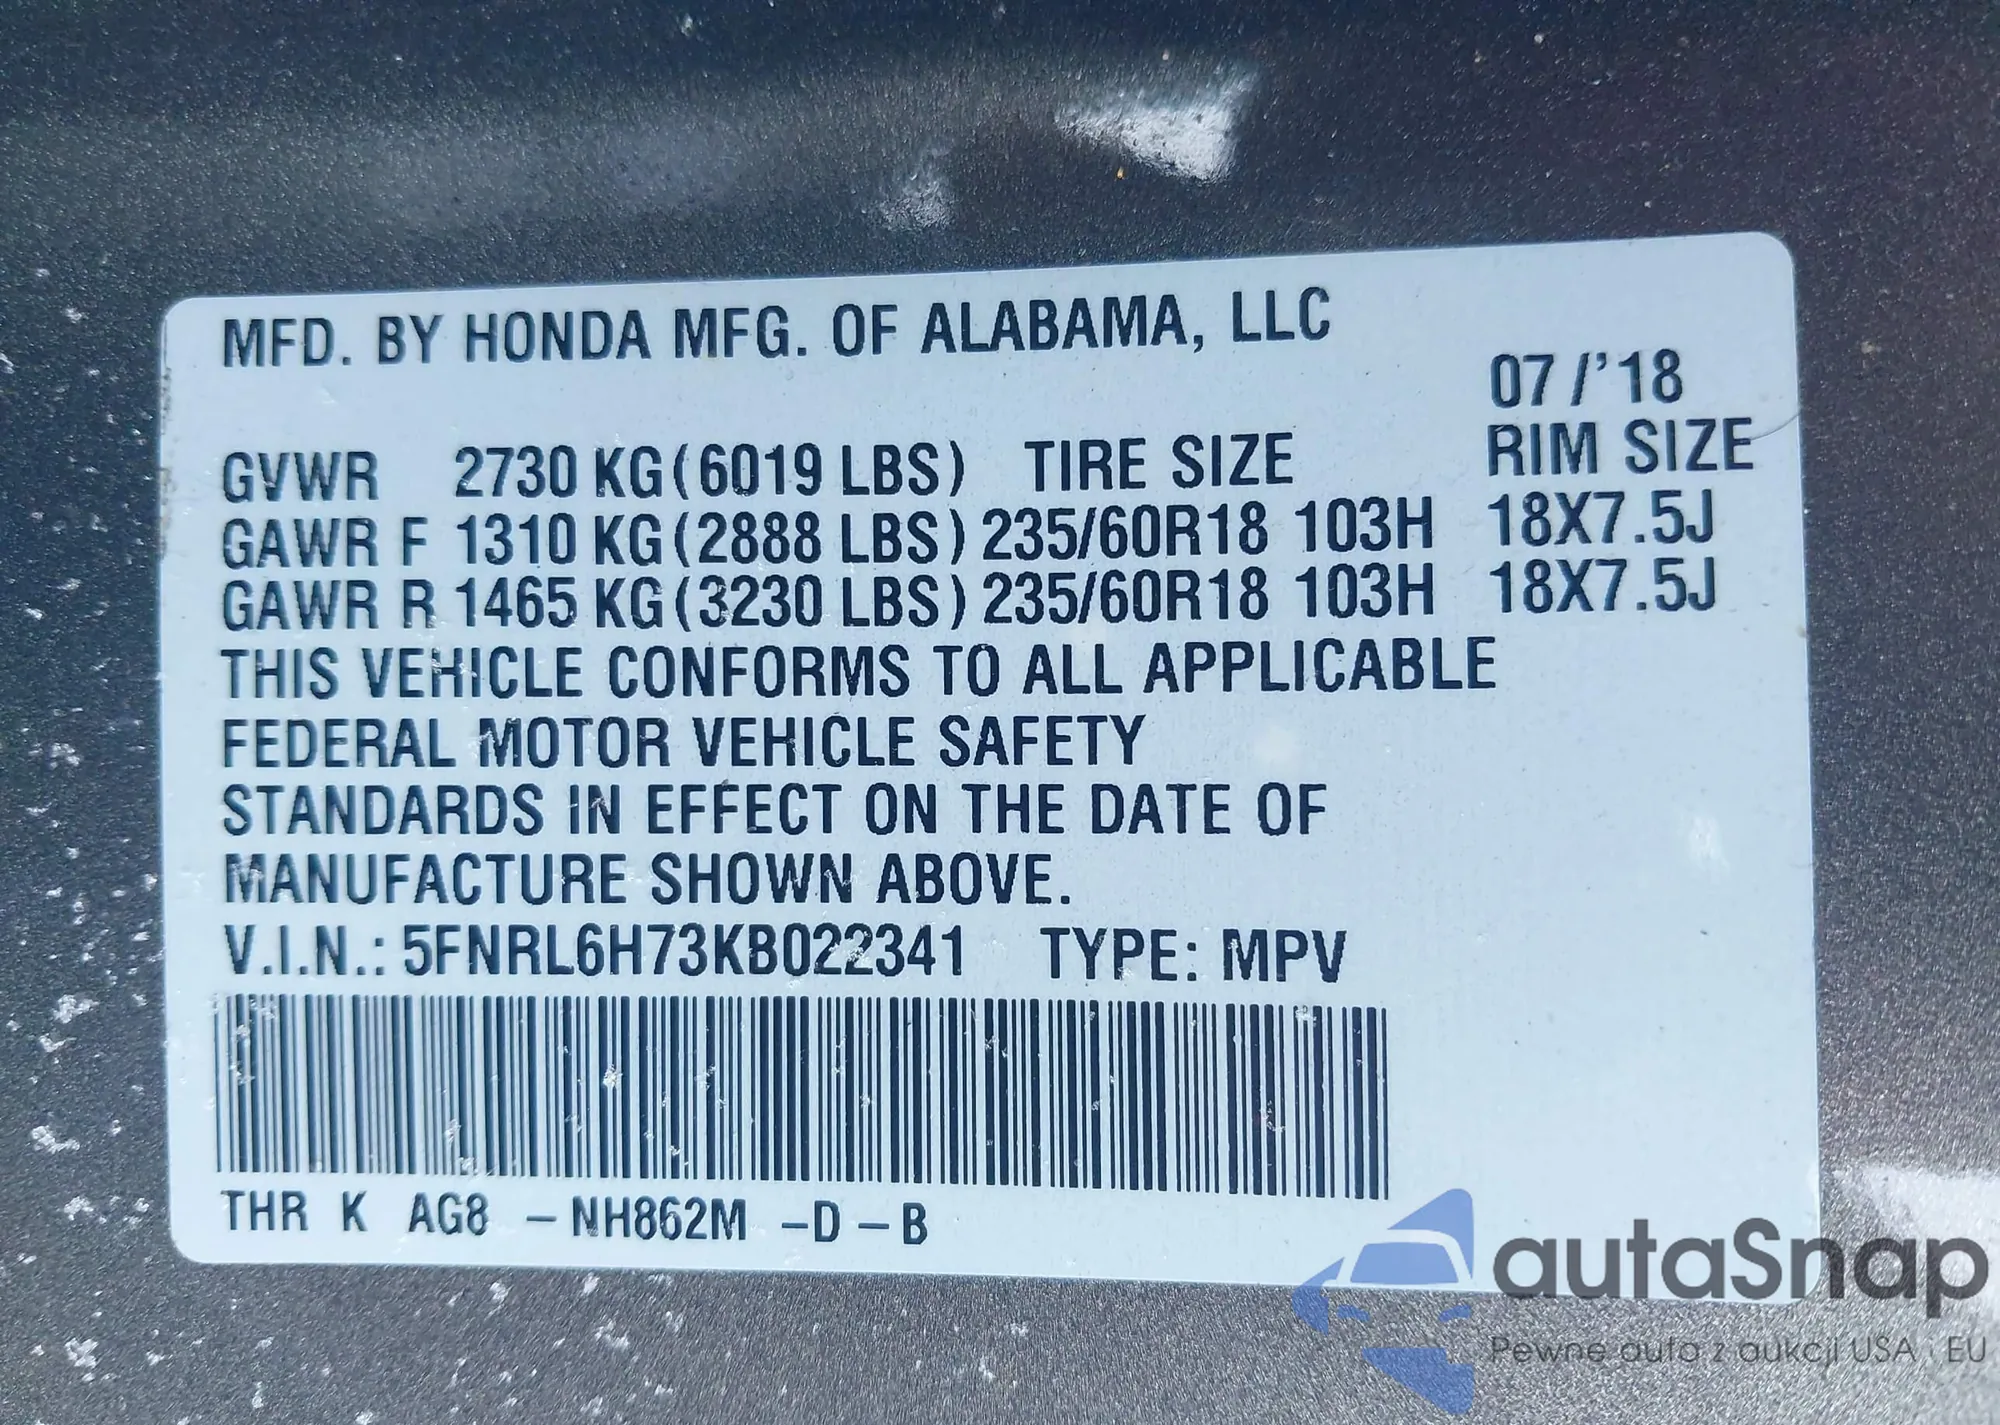 MFD. BY HONDA MFG. OF ALABAMA, LLC
07/'18
GVWR 2730 KG(6019 LBS) TIRE SIZE RIM SIZE
GAWR F 1310 KG(2888 LBS) 235/60R18 103H 18X7.5J
GAWR R 1465 KG(3230 LBS) 235/60R18 103H 18X7.5J
THIS VEHICLE CONFORMS TO ALL APPLICABLE
FEDERAL MOTOR VEHICLE SAFETY
STANDARDS IN EFFECT ON THE DATE OF
MANUFACTURE SHOWN ABOVE.
V.I.N.: 5FNRL6H73KB022341 TYPE: MPV
THR K AG8 -NH862M -D-B
autaSnap
Pewne auta z aukcji USA i EU